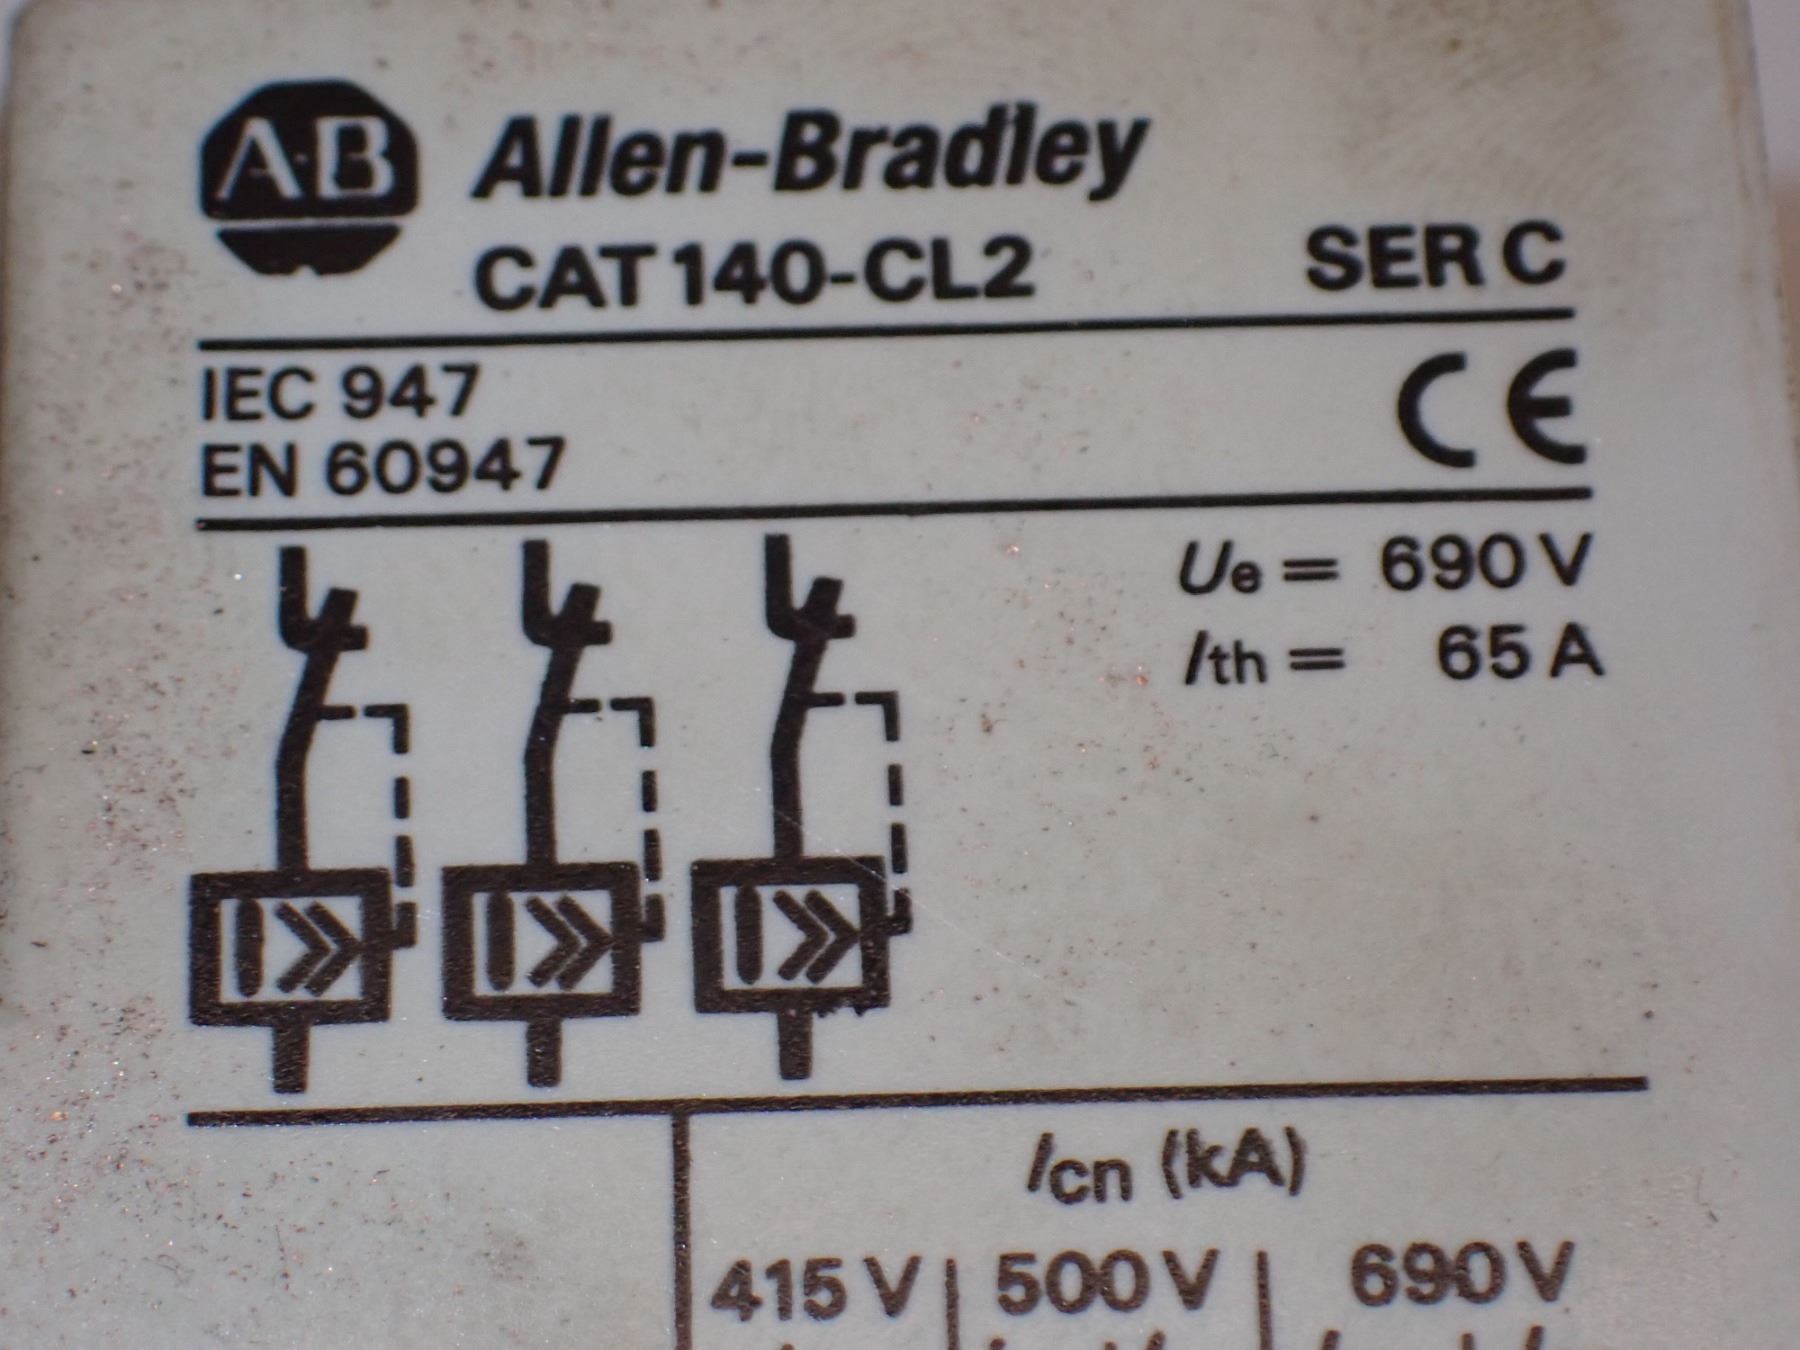 AB Allen-Bradley
CAT 140-CL2 SER C
IEC 947 CE
EN 60947
Ue = 690 V
Ith = 65 A
I>> I>> I>>
Icn (kA)
415 V | 500 V | 690 V